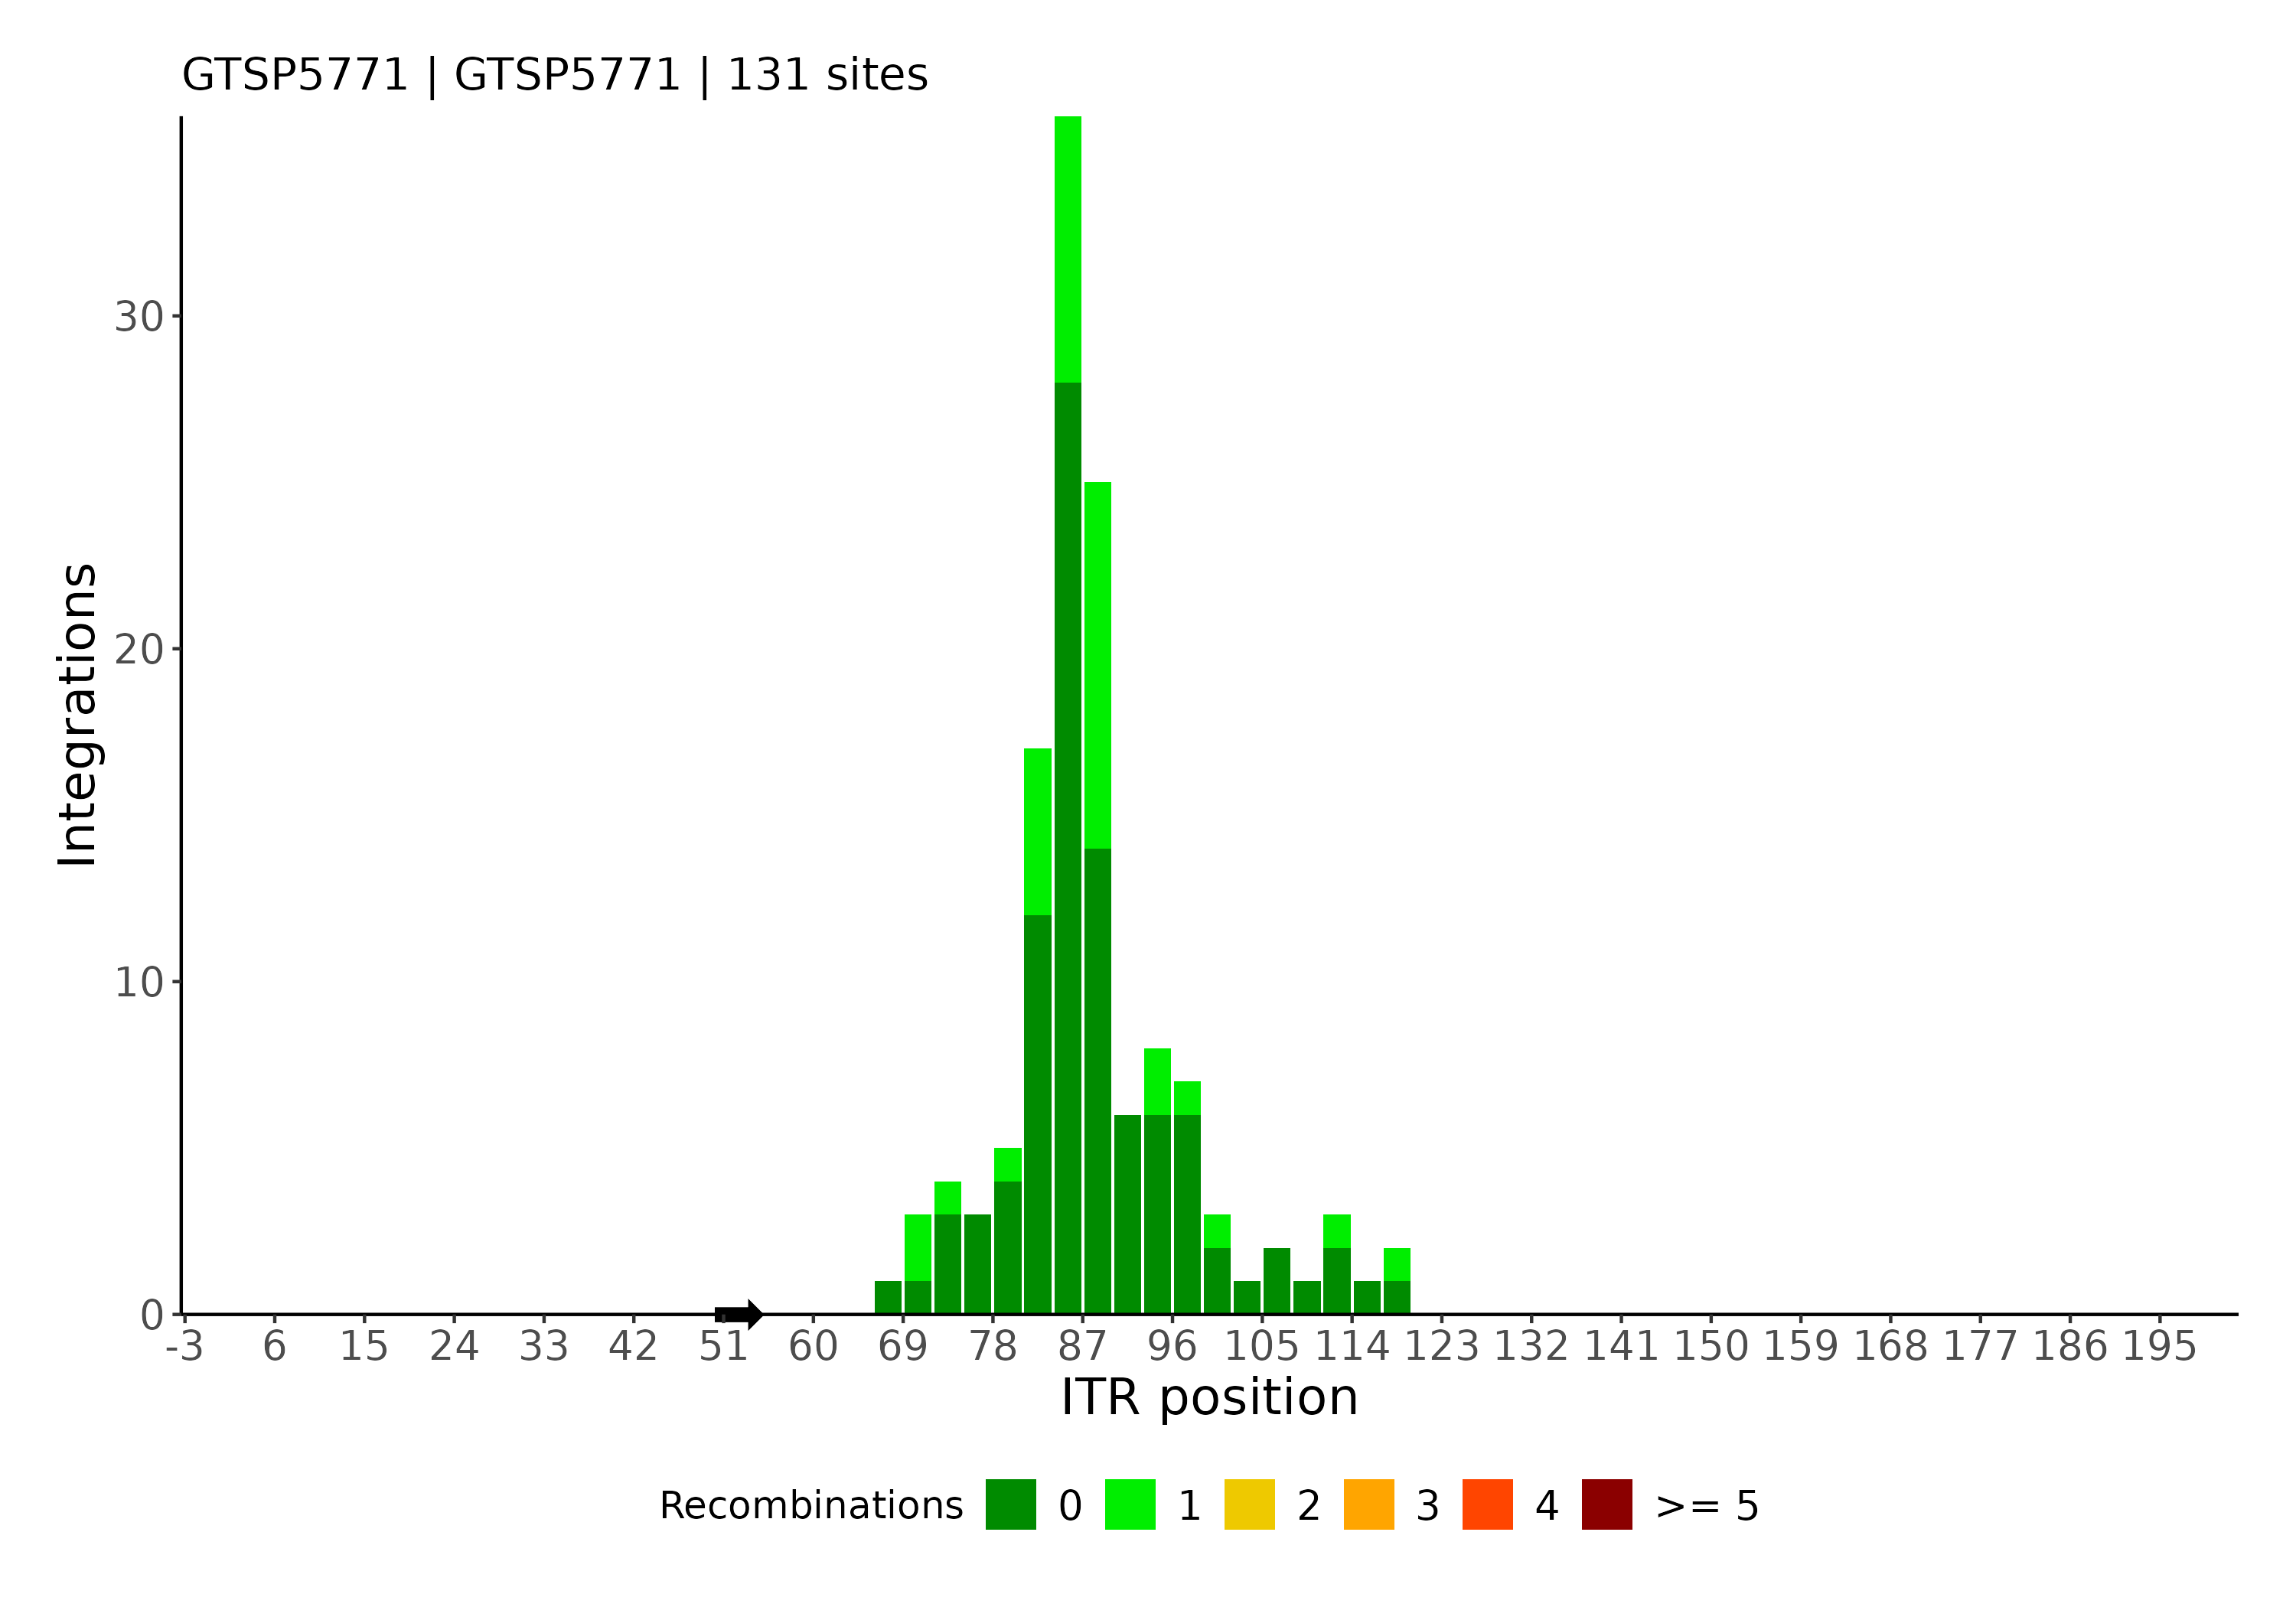 GTSP5771 | GTSP5771 | 131 sites
Integrations
30
20
10
0
-3 6 15 24 33 42 51 60 69 78 87 96 105 114 123 132 141 150 159 168 177 186 195
ITR position
Recombinations 0 1 2 3 4 >= 5